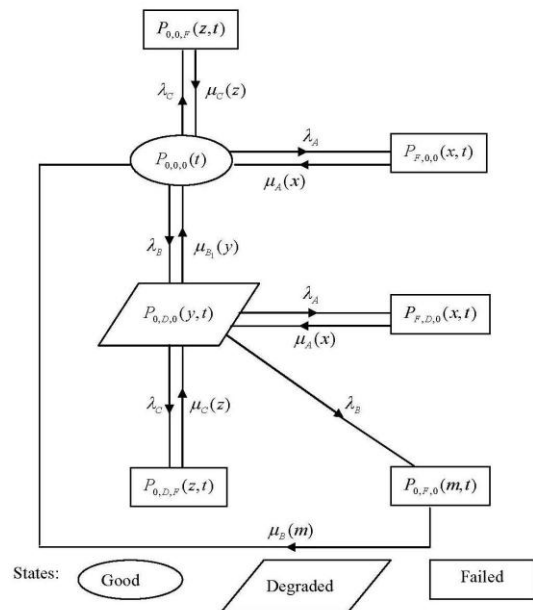 P_{0,0,F}(z,t)
λ_C
μ_C(z)
P_{0,0,0}(t)
λ_A
μ_A(x)
P_{F,0,0}(x,t)
λ_B
μ_{B_1}(y)
P_{0,D,0}(y,t)
λ_A
μ_A(x)
P_{F,D,0}(x,t)
λ_C
μ_C(z)
λ_B
P_{0,D,F}(z,t)
P_{0,F,0}(m,t)
μ_B(m)
States:
Good
Degraded
Failed